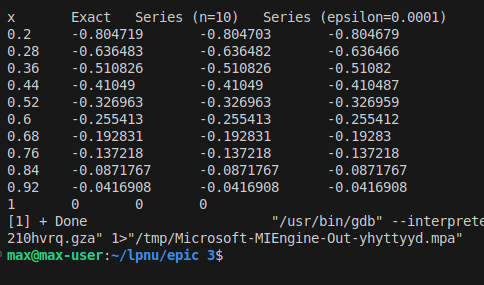 x Exact Series (n=10) Series (epsilon=0.0001)
0.2 -0.804719 -0.804703 -0.804679
0.28 -0.636483 -0.636482 -0.636466
0.36 -0.510826 -0.510826 -0.51082
0.44 -0.41049 -0.41049 -0.410487
0.52 -0.326963 -0.326963 -0.326959
0.6 -0.255413 -0.255413 -0.255412
0.68 -0.192831 -0.192831 -0.19283
0.76 -0.137218 -0.137218 -0.137218
0.84 -0.0871767 -0.0871767 -0.0871767
0.92 -0.0416908 -0.0416908 -0.0416908
1 0 0 0
[1] + Done "/usr/bin/gdb" --interprete
210hvrq.gza" 1>"/tmp/Microsoft-MIEngine-Out-yhyttyyd.mpa"
max@max-user:~/lpnu/epic 3$